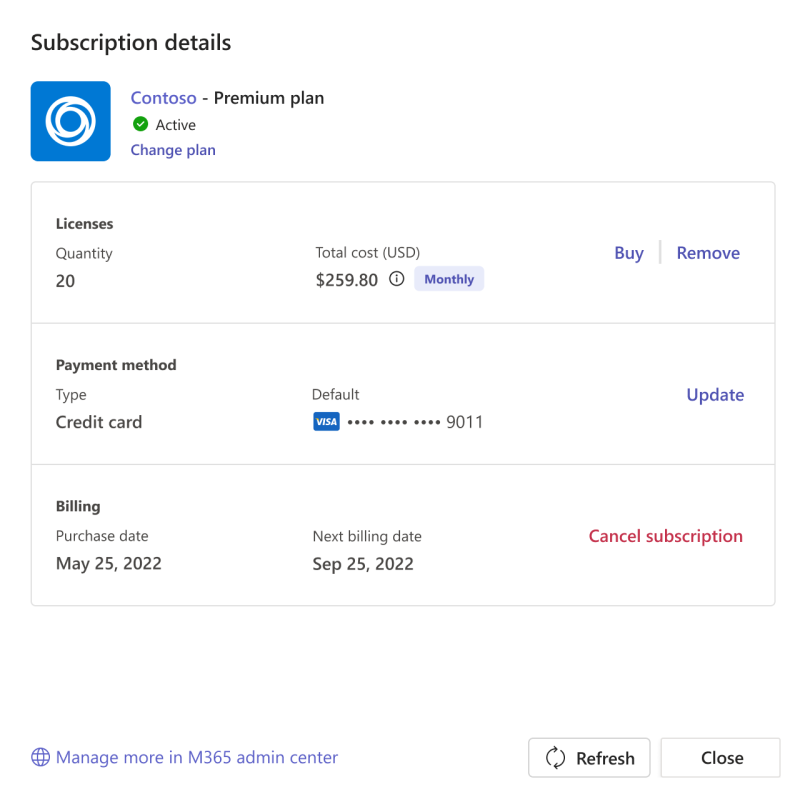 Subscription details
Contoso - Premium plan
Active
Change plan
Licenses
Quantity
Total cost (USD)
Buy
Remove
20
$259.80
Monthly
Payment method
Type
Default
Update
Credit card
VISA •••• •••• •••• 9011
Billing
Purchase date
Next billing date
Cancel subscription
May 25, 2022
Sep 25, 2022
Manage more in M365 admin center
Refresh
Close